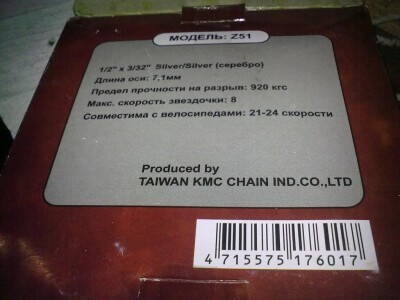 МОДЕЛЬ: Z51
1/2" x 3/32" Silver/Silver (серебро)
Длина оси: 7,1мм
Предел прочности на разрыв: 920 кгс
Макс. скорость звездочки: 8
Совместима с велосипедами: 21-24 скорости
Produced by
TAIWAN KMC CHAIN IND.CO.,LTD
4 715575 176017